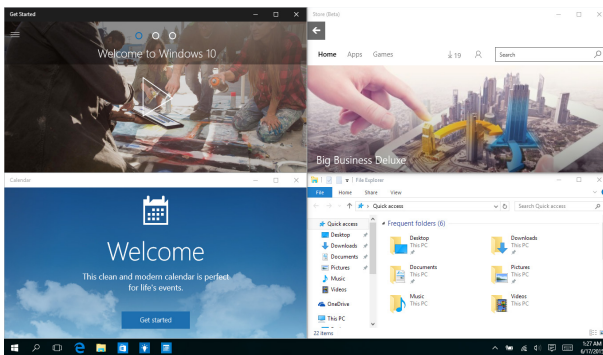 Get Started
Welcome to Windows 10
Store (Beta)
Home Apps Games
19
Search
Big Business Deluxe
Calendar
Welcome
This clean and modern calendar is perfect
for life's events.
Get started
File Explorer
File Home Share View
Quick access
Search Quick access
Quick access
Desktop
Downloads
Documents
Pictures
Music
Videos
OneDrive
This PC
Frequent folders (6)
Desktop
This PC
Downloads
This PC
Documents
This PC
Pictures
This PC
Music
This PC
Videos
This PC
22 items
1:27 AM